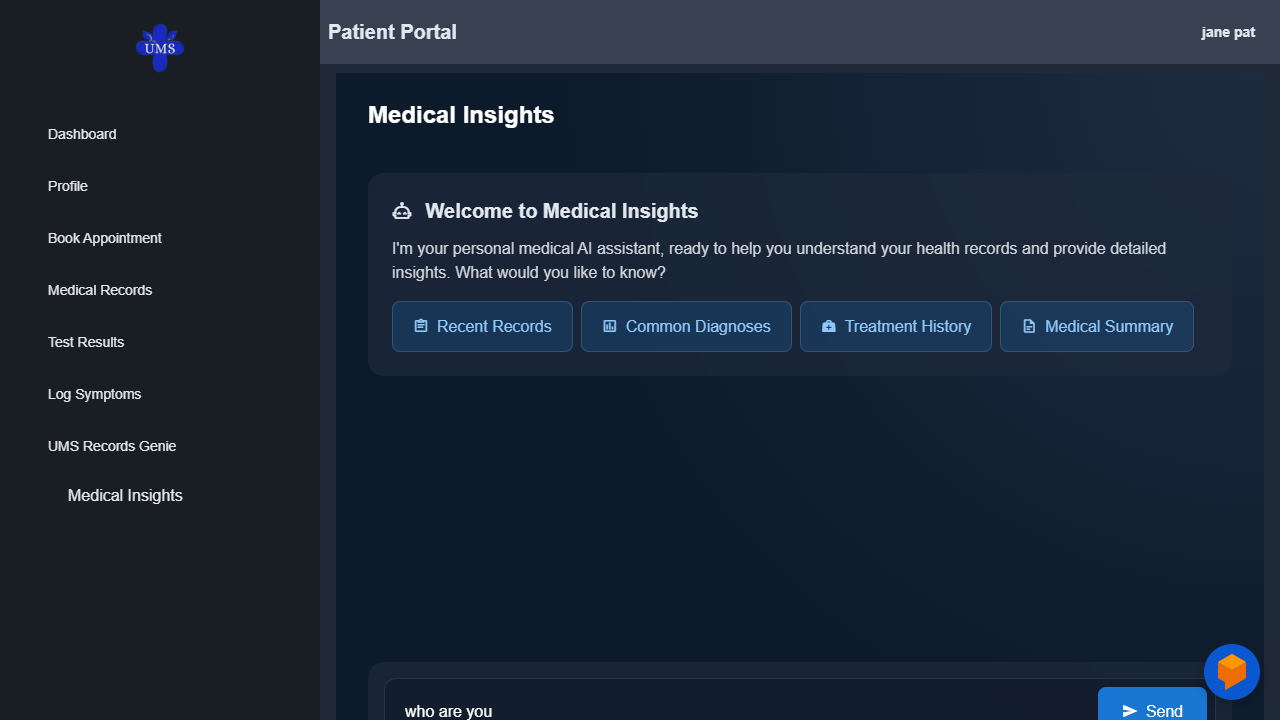 UMS
Dashboard
Profile
Book Appointment
Medical Records
Test Results
Log Symptoms
UMS Records Genie
Medical Insights
Patient Portal
jane pat
Medical Insights
Welcome to Medical Insights
I'm your personal medical AI assistant, ready to help you understand your health records and provide detailed
insights. What would you like to know?
Recent Records
Common Diagnoses
Treatment History
Medical Summary
who are you
Send